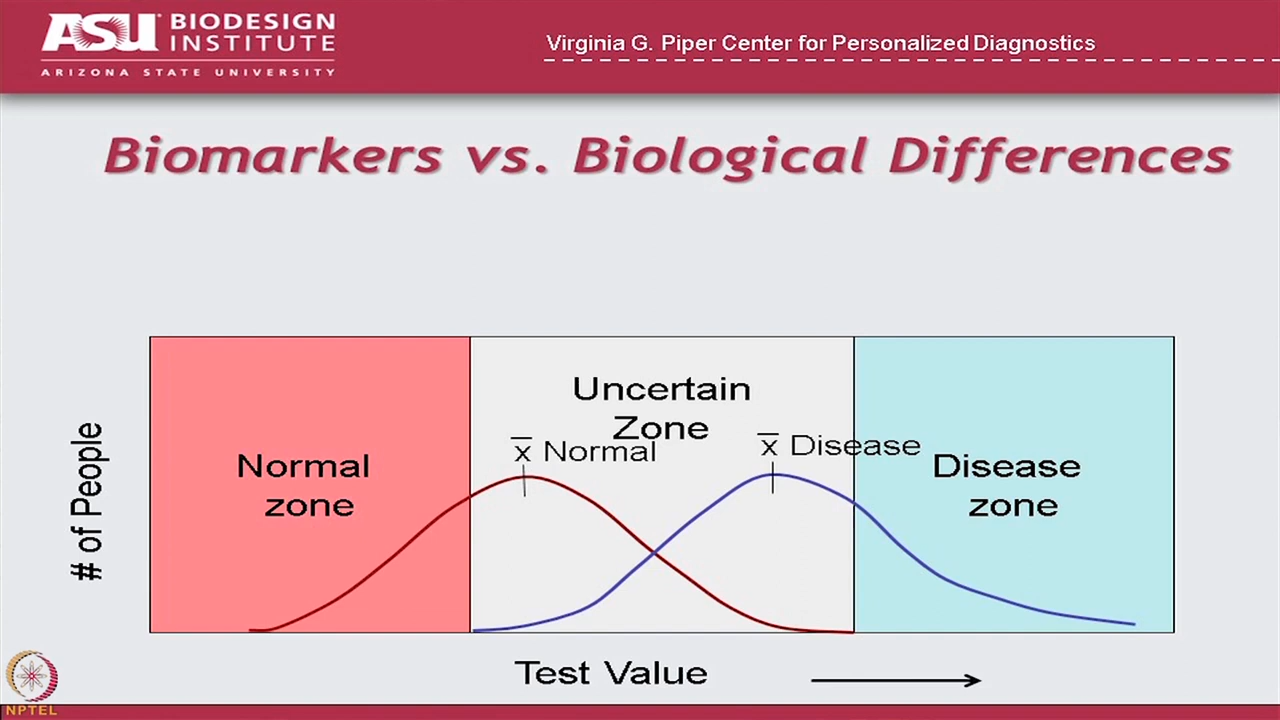 ASU BIODESIGN
INSTITUTE
ARIZONA STATE UNIVERSITY
Virginia G. Piper Center for Personalized Diagnostics
Biomarkers vs. Biological Differences
Uncertain
Zone
x̅ Normal
x̅ Disease
Normal
zone
Disease
zone
# of People
Test Value
NPTEL